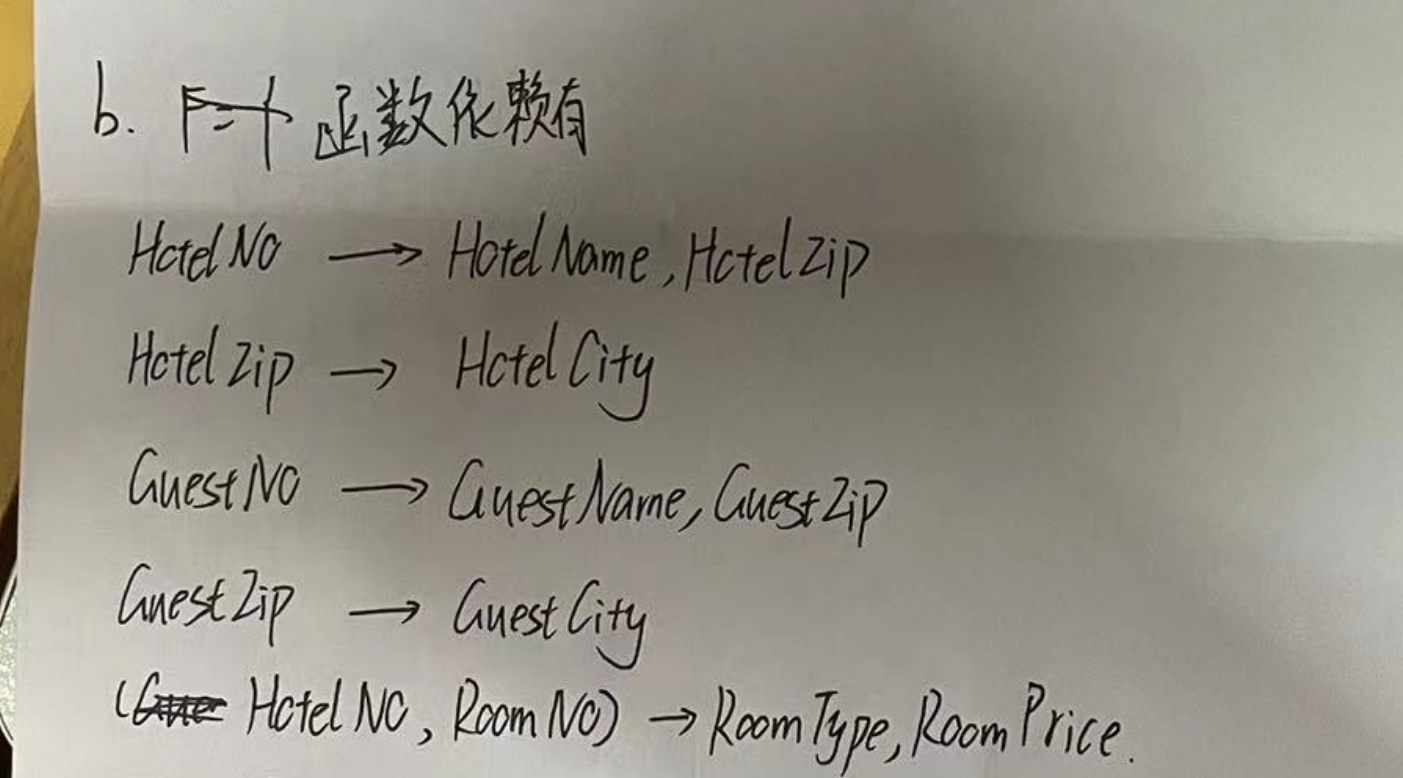 b. 函数依赖有
HotelNO → HotelName, HotelZip
HotelZip → HotelCity
GuestNO → GuestName, GuestZip
GuestZip → GuestCity
(HotelNO, RoomNO) → RoomType, RoomPrice.